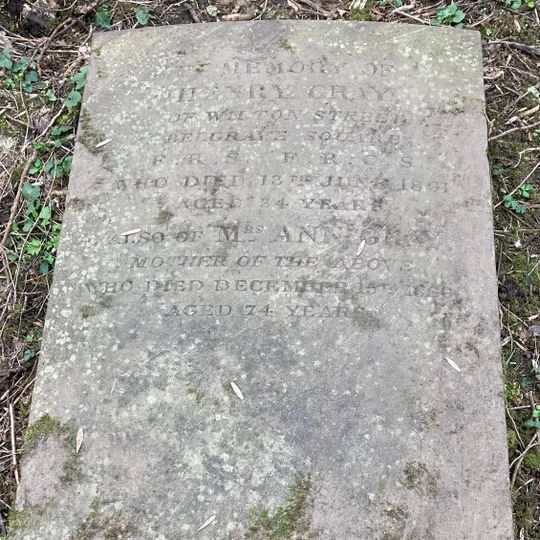 IN MEMORY OF
HENRY GRAY
OF WILTON STREET
BELGRAVE SQUARE
F.R.S. F.R.C.S
WHO DIED 13TH JUNE 1861
AGED 34 YEARS
ALSO OF MRS ANN GRAY
MOTHER OF THE ABOVE
WHO DIED DECEMBER
AGED 74 YEARS